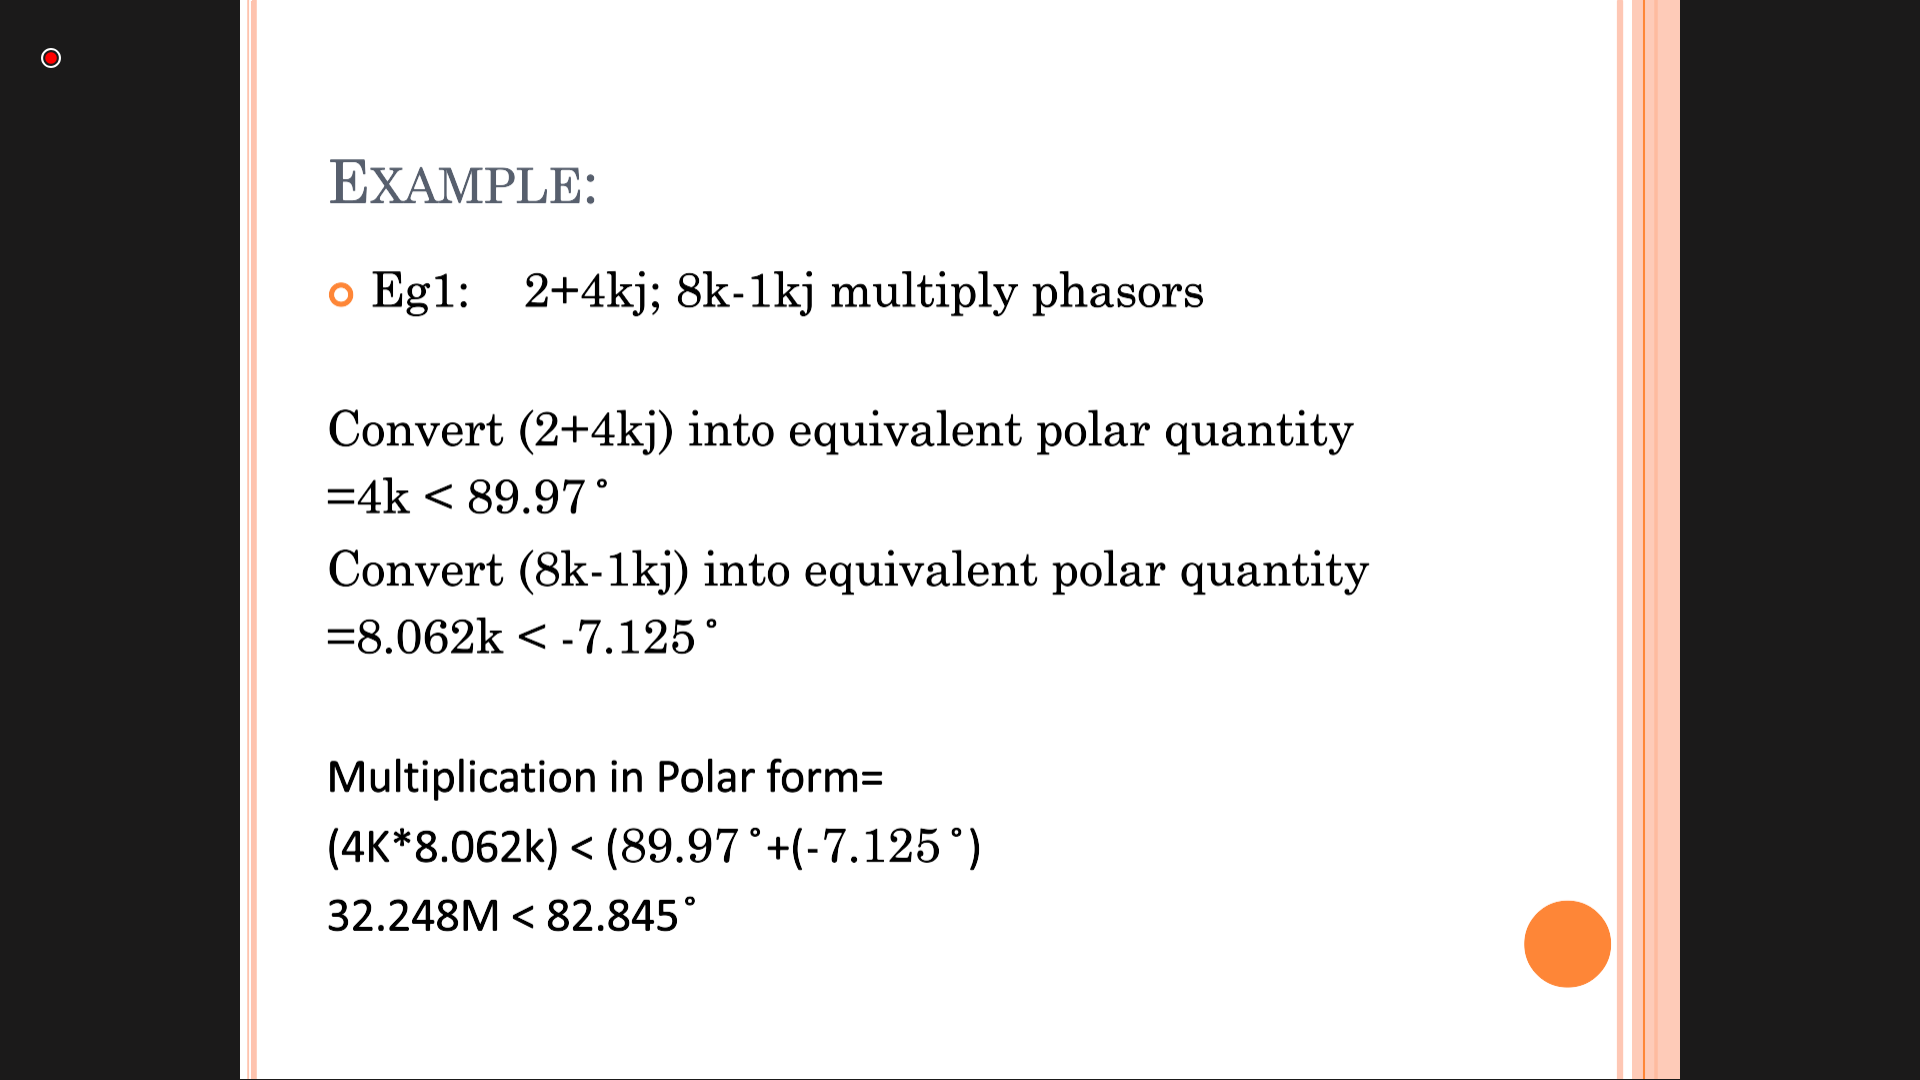 EXAMPLE:
Eg1: 2+4kj; 8k-1kj multiply phasors
Convert (2+4kj) into equivalent polar quantity
=4k < 89.97˚
Convert (8k-1kj) into equivalent polar quantity
=8.062k < -7.125˚
Multiplication in Polar form=
(4K*8.062k) < (89.97˚+(-7.125˚)
32.248M < 82.845˚